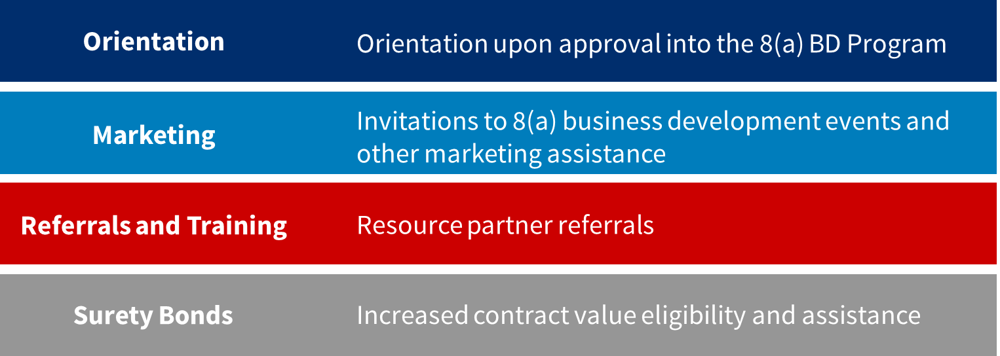 Orientation
Orientation upon approval into the 8(a) BD Program
Marketing
Invitations to 8(a) business development events and
other marketing assistance
Referrals and Training
Resource partner referrals
Surety Bonds
Increased contract value eligibility and assistance